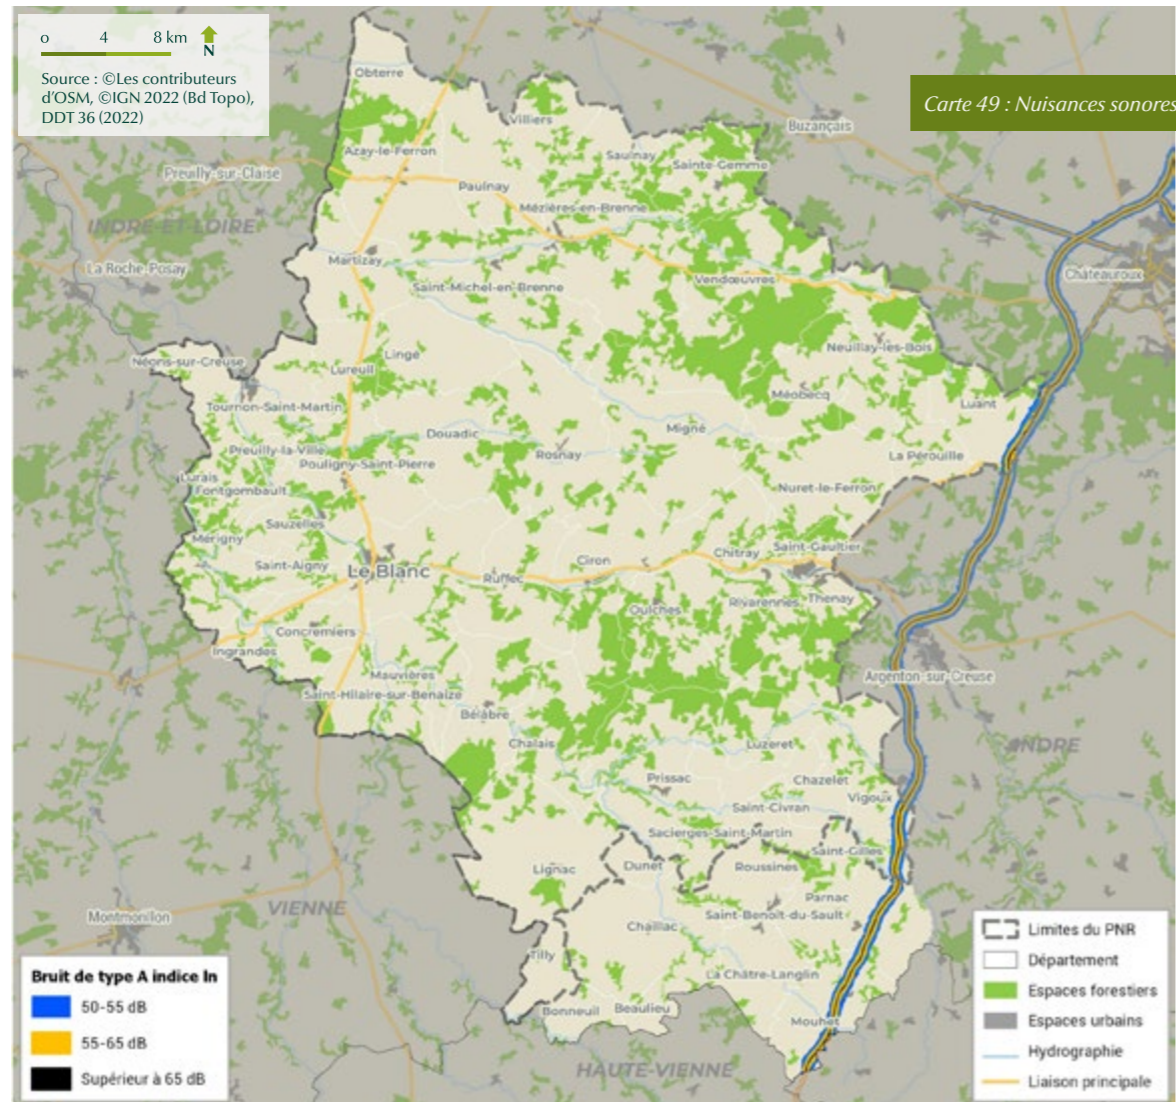 0 4 8 km
N
Source : ©Les contributeurs
d'OSM, ©IGN 2022 (Bd Topo),
DDT 36 (2022)
Carte 49 : Nuisances sonores
Obterre
Villiers
Buzançais
Azay-le-Ferron
Saulnay
Sainte-Gemme
Preuilly-sur-Claise
Paulnay
Mézières-en-Brenne
INDRE-ET-LOIRE
Martizay
La Roche-Posay
Châteauroux
Vendœuvres
Saint-Michel-en-Brenne
Neuillay-les-Bois
Néons-sur-Creuse
Lingé
Lureuil
Méobecq
Luant
Tournon-Saint-Martin
Douadic
Migné
Preuilly-la-Ville
Rosnay
La Pérouille
Pouligny-Saint-Pierre
Lurais
Fontgombault
Nuret-le-Ferron
Sauzelles
Mérigny
Chitray
Saint-Gaultier
Saint-Aigny
Le Blanc
Ciron
Ruffec
Rivarennes
Thenay
Oulches
Concremiers
Ingrandes
Mauvières
Argenton-sur-Creuse
Saint-Hilaire-sur-Benaize
Bélâbre
Chalais
Luzeret
INDRE
Prissac
Chazelet
Vigoux
Saint-Civran
Sacierges-Saint-Martin
Saint-Gilles
Lignac
Dunet
Roussines
Parnac
VIENNE
Montmorillon
Saint-Benoît-du-Sault
Chaillac
Tilly
La Châtre-Langlin
Bonneuil
Beaulieu
Mouhet
HAUTE-VIENNE
Bruit de type A indice ln
50-55 dB
55-65 dB
Supérieur à 65 dB
Limites du PNR
Département
Espaces forestiers
Espaces urbains
Hydrographie
Liaison principale